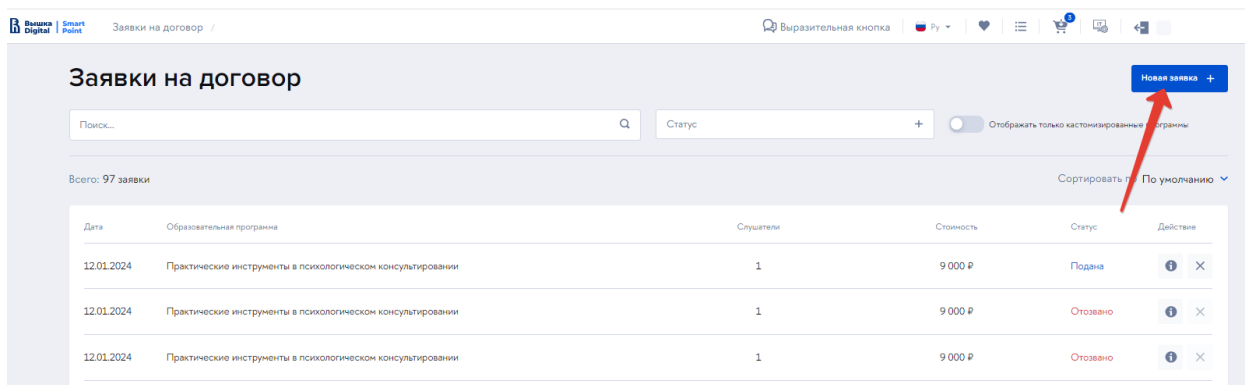 Вышка Digital | Smart Point Заявки на договор / Выразительная кнопка Ру 3 IT
Заявки на договор
Новая заявка +
Поиск... Статус + Отображать только кастомизированные программы
Всего: 97 заявки Сортировать по По умолчанию
Дата Образовательная программа Слушатели Стоимость Статус Действие
12.01.2024 Практические инструменты в психологическом консультировании 1 9 000 ₽ Подана
12.01.2024 Практические инструменты в психологическом консультировании 1 9 000 ₽ Отозвано
12.01.2024 Практические инструменты в психологическом консультировании 1 9 000 ₽ Отозвано